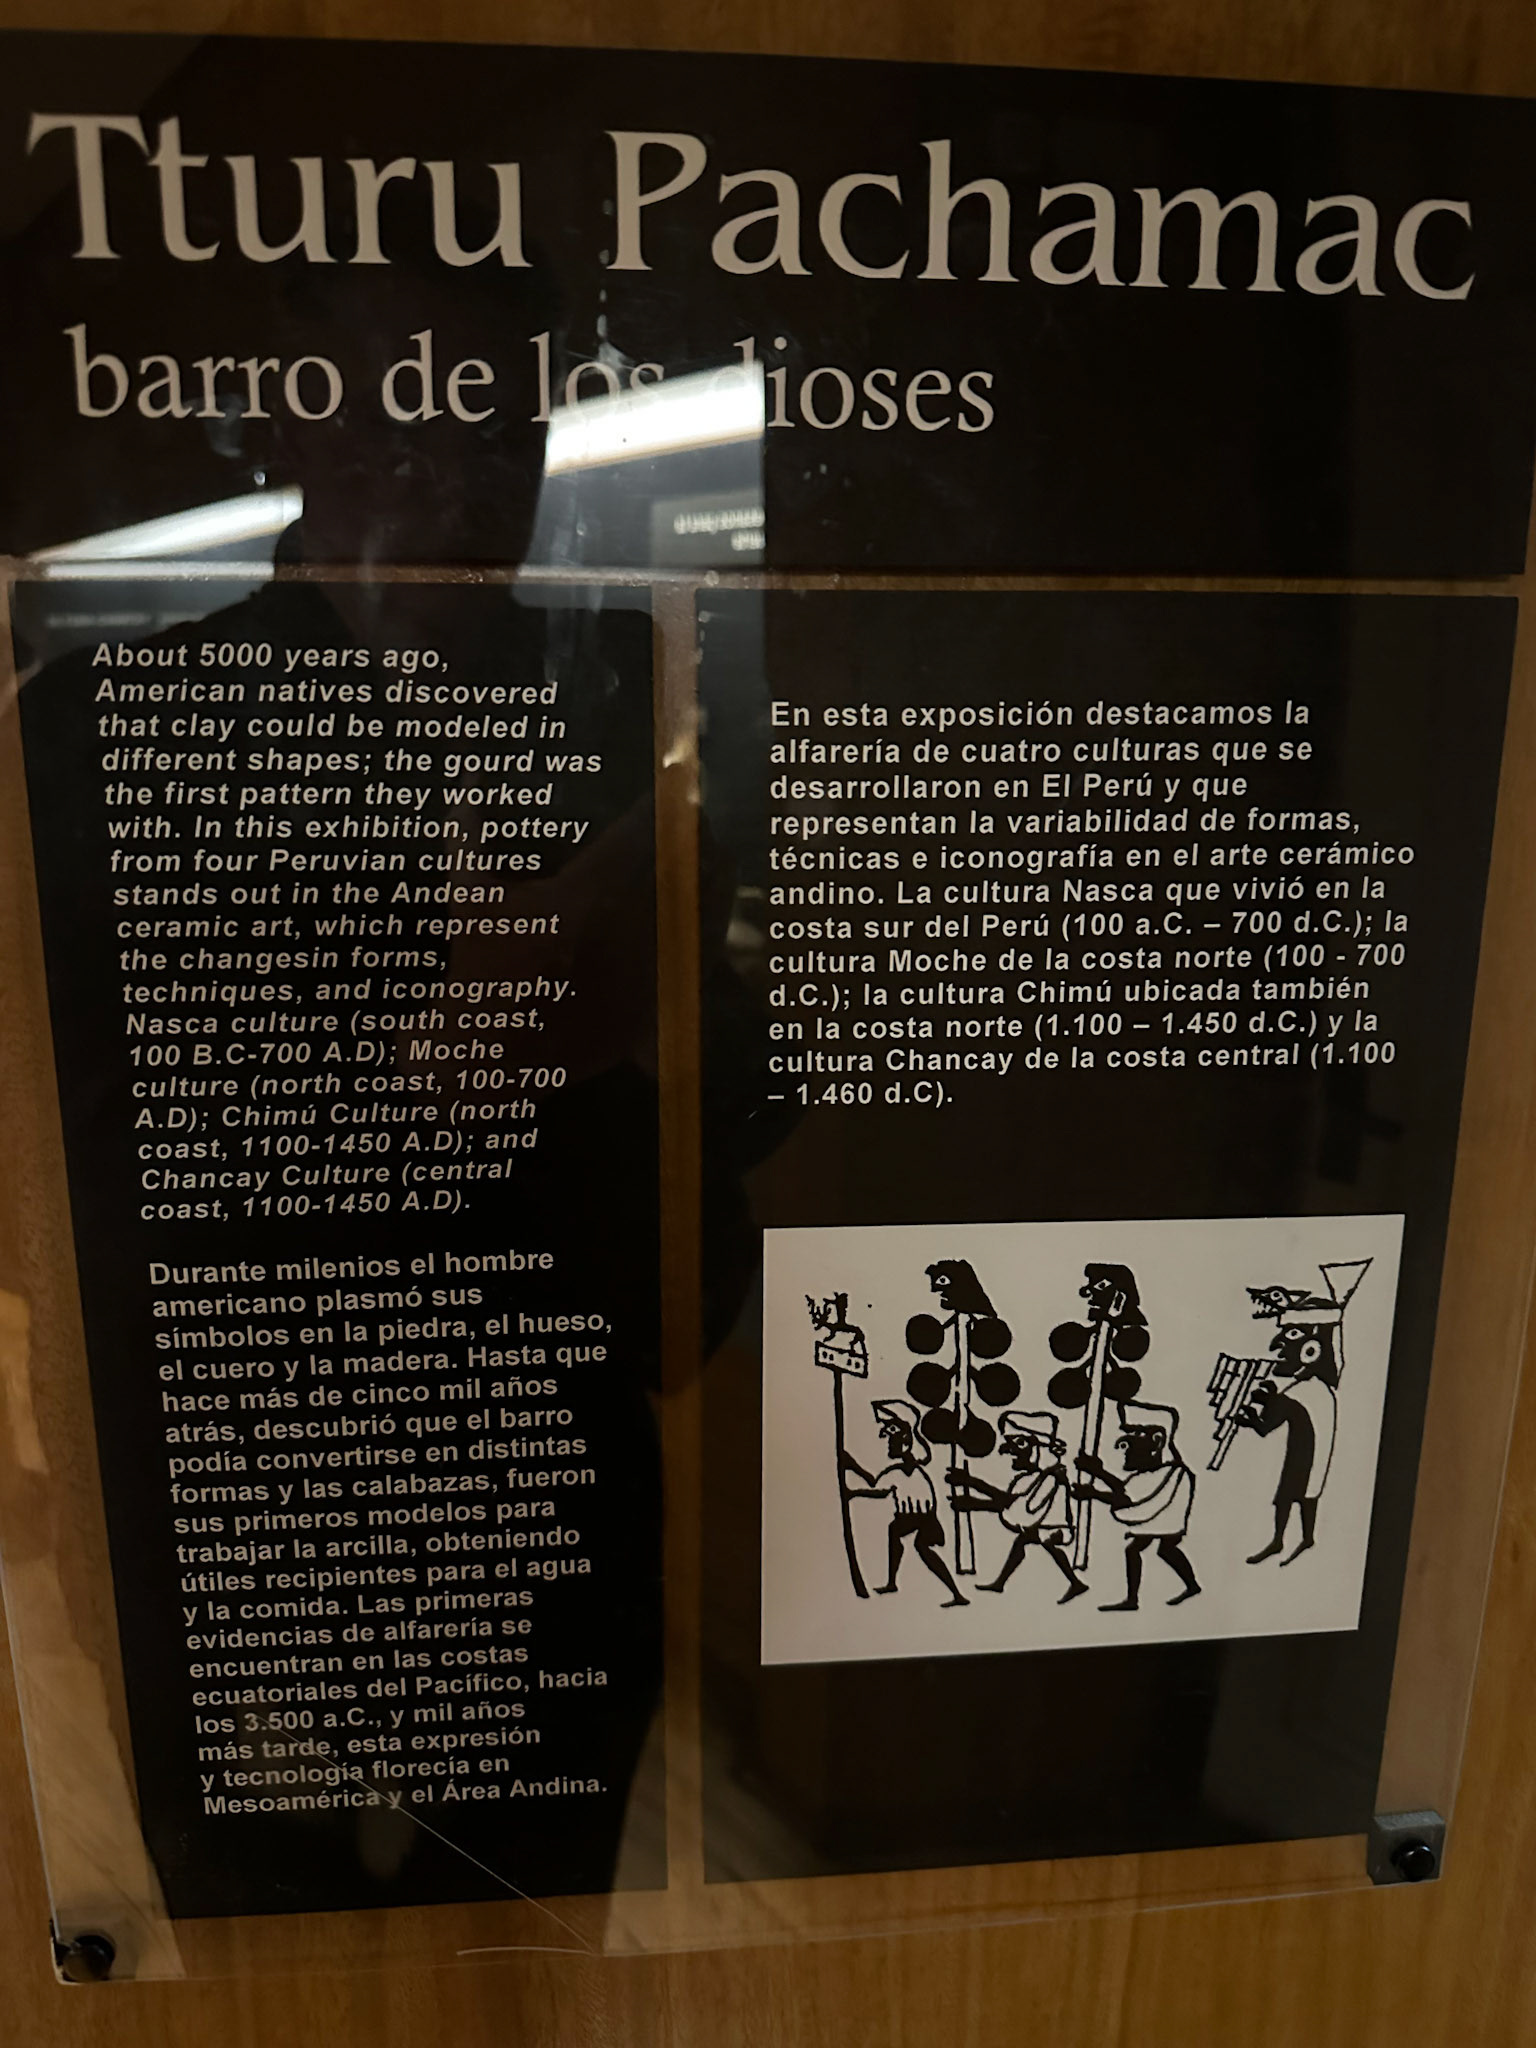 Tturu Pachamac
barro de los dioses
About 5000 years ago,
American natives discovered
that clay could be modeled in
different shapes; the gourd was
the first pattern they worked
with. In this exhibition, pottery
from four Peruvian cultures
stands out in the Andean
ceramic art, which represent
the changesin forms,
techniques, and iconography.
Nasca culture (south coast,
100 B.C-700 A.D); Moche
culture (north coast, 100-700
A.D); Chimú Culture (north
coast, 1100-1450 A.D); and
Chancay Culture (central
coast, 1100-1450 A.D).
Durante milenios el hombre
americano plasmó sus
símbolos en la piedra, el hueso,
el cuero y la madera. Hasta que
hace más de cinco mil años
atrás, descubrió que el barro
podía convertirse en distintas
formas y las calabazas, fueron
sus primeros modelos para
trabajar la arcilla, obteniendo
útiles recipientes para el agua
y la comida. Las primeras
evidencias de alfarería se
encuentran en las costas
ecuatoriales del Pacífico, hacia
los 3.500 a.C., y mil años
más tarde, esta expresión
y tecnología florecía en
Mesoamérica y el Área Andina.
En esta exposición destacamos la
alfarería de cuatro culturas que se
desarrollaron en El Perú y que
representan la variabilidad de formas,
técnicas e iconografía en el arte cerámico
andino. La cultura Nasca que vivió en la
costa sur del Perú (100 a.C. – 700 d.C.); la
cultura Moche de la costa norte (100 - 700
d.C.); la cultura Chimú ubicada también
en la costa norte (1.100 – 1.450 d.C.) y la
cultura Chancay de la costa central (1.100
– 1.460 d.C).